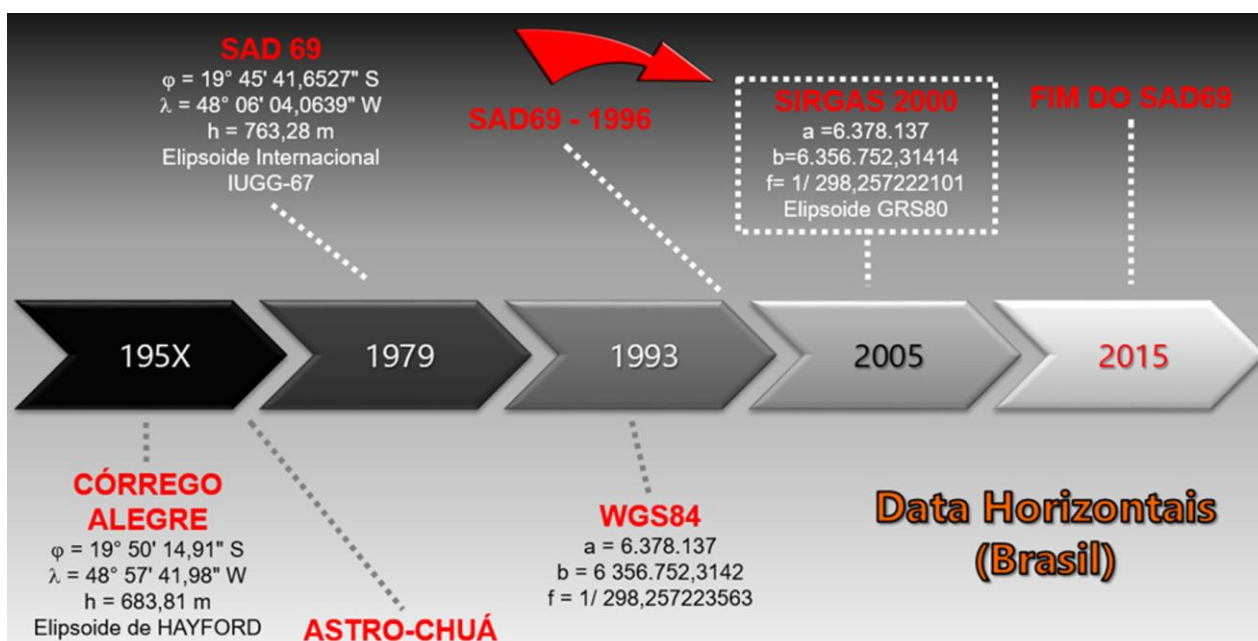 SAD 69
φ = 19° 45' 41,6527" S
λ = 48° 06' 04,0639" W
h = 763,28 m
Elipsoide Internacional
IUGG-67
SAD69 - 1996
SIRGAS 2000
a =6.378.137
b=6.356.752,31414
f= 1/ 298,257222101
Elipsoide GRS80
FIM DO SAD69
195X
1979
1993
2005
2015
CÓRREGO
ALEGRE
φ = 19° 50' 14,91" S
λ = 48° 57' 41,98" W
h = 683,81 m
Elipsoide de HAYFORD
ASTRO-CHUÁ
WGS84
a = 6.378.137
b = 6 356.752,3142
f = 1/ 298,257223563
Data Horizontais
(Brasil)